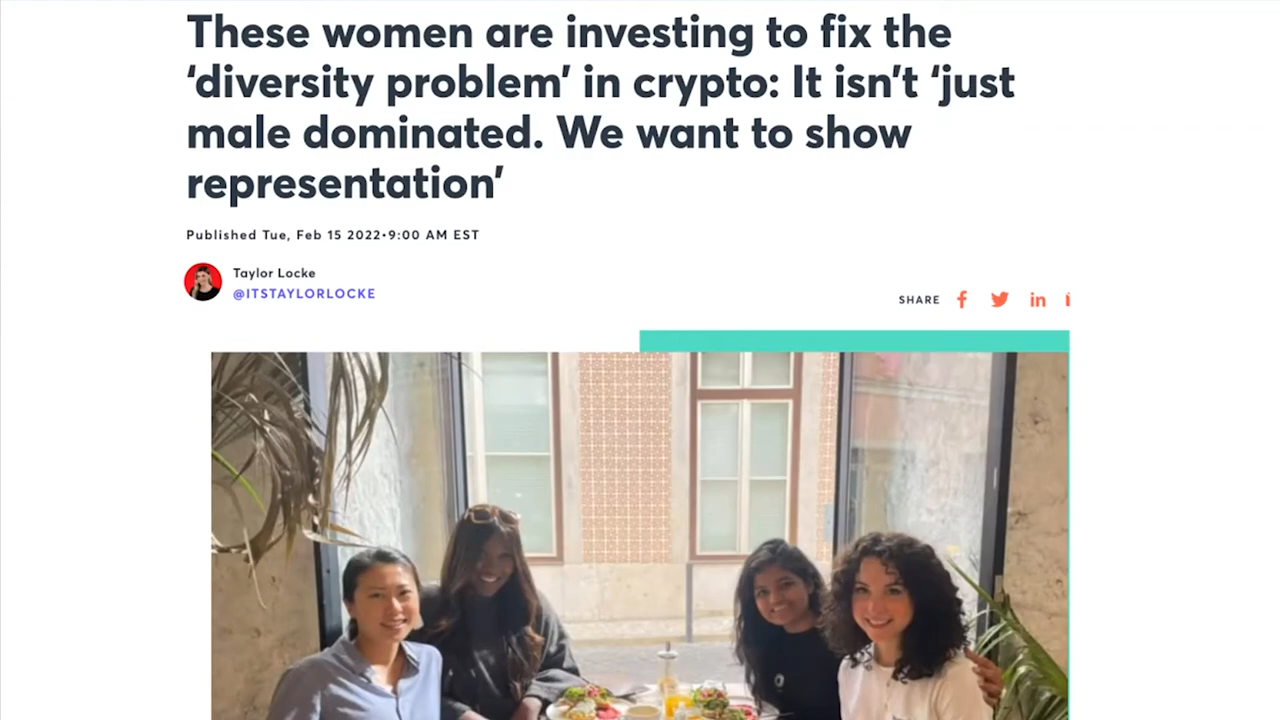 These women are investing to fix the
‘diversity problem’ in crypto: It isn’t ‘just
male dominated. We want to show
representation’
Published Tue, Feb 15 2022•9:00 AM EST
Taylor Locke
@ITSTAYLORLOCKE
SHARE